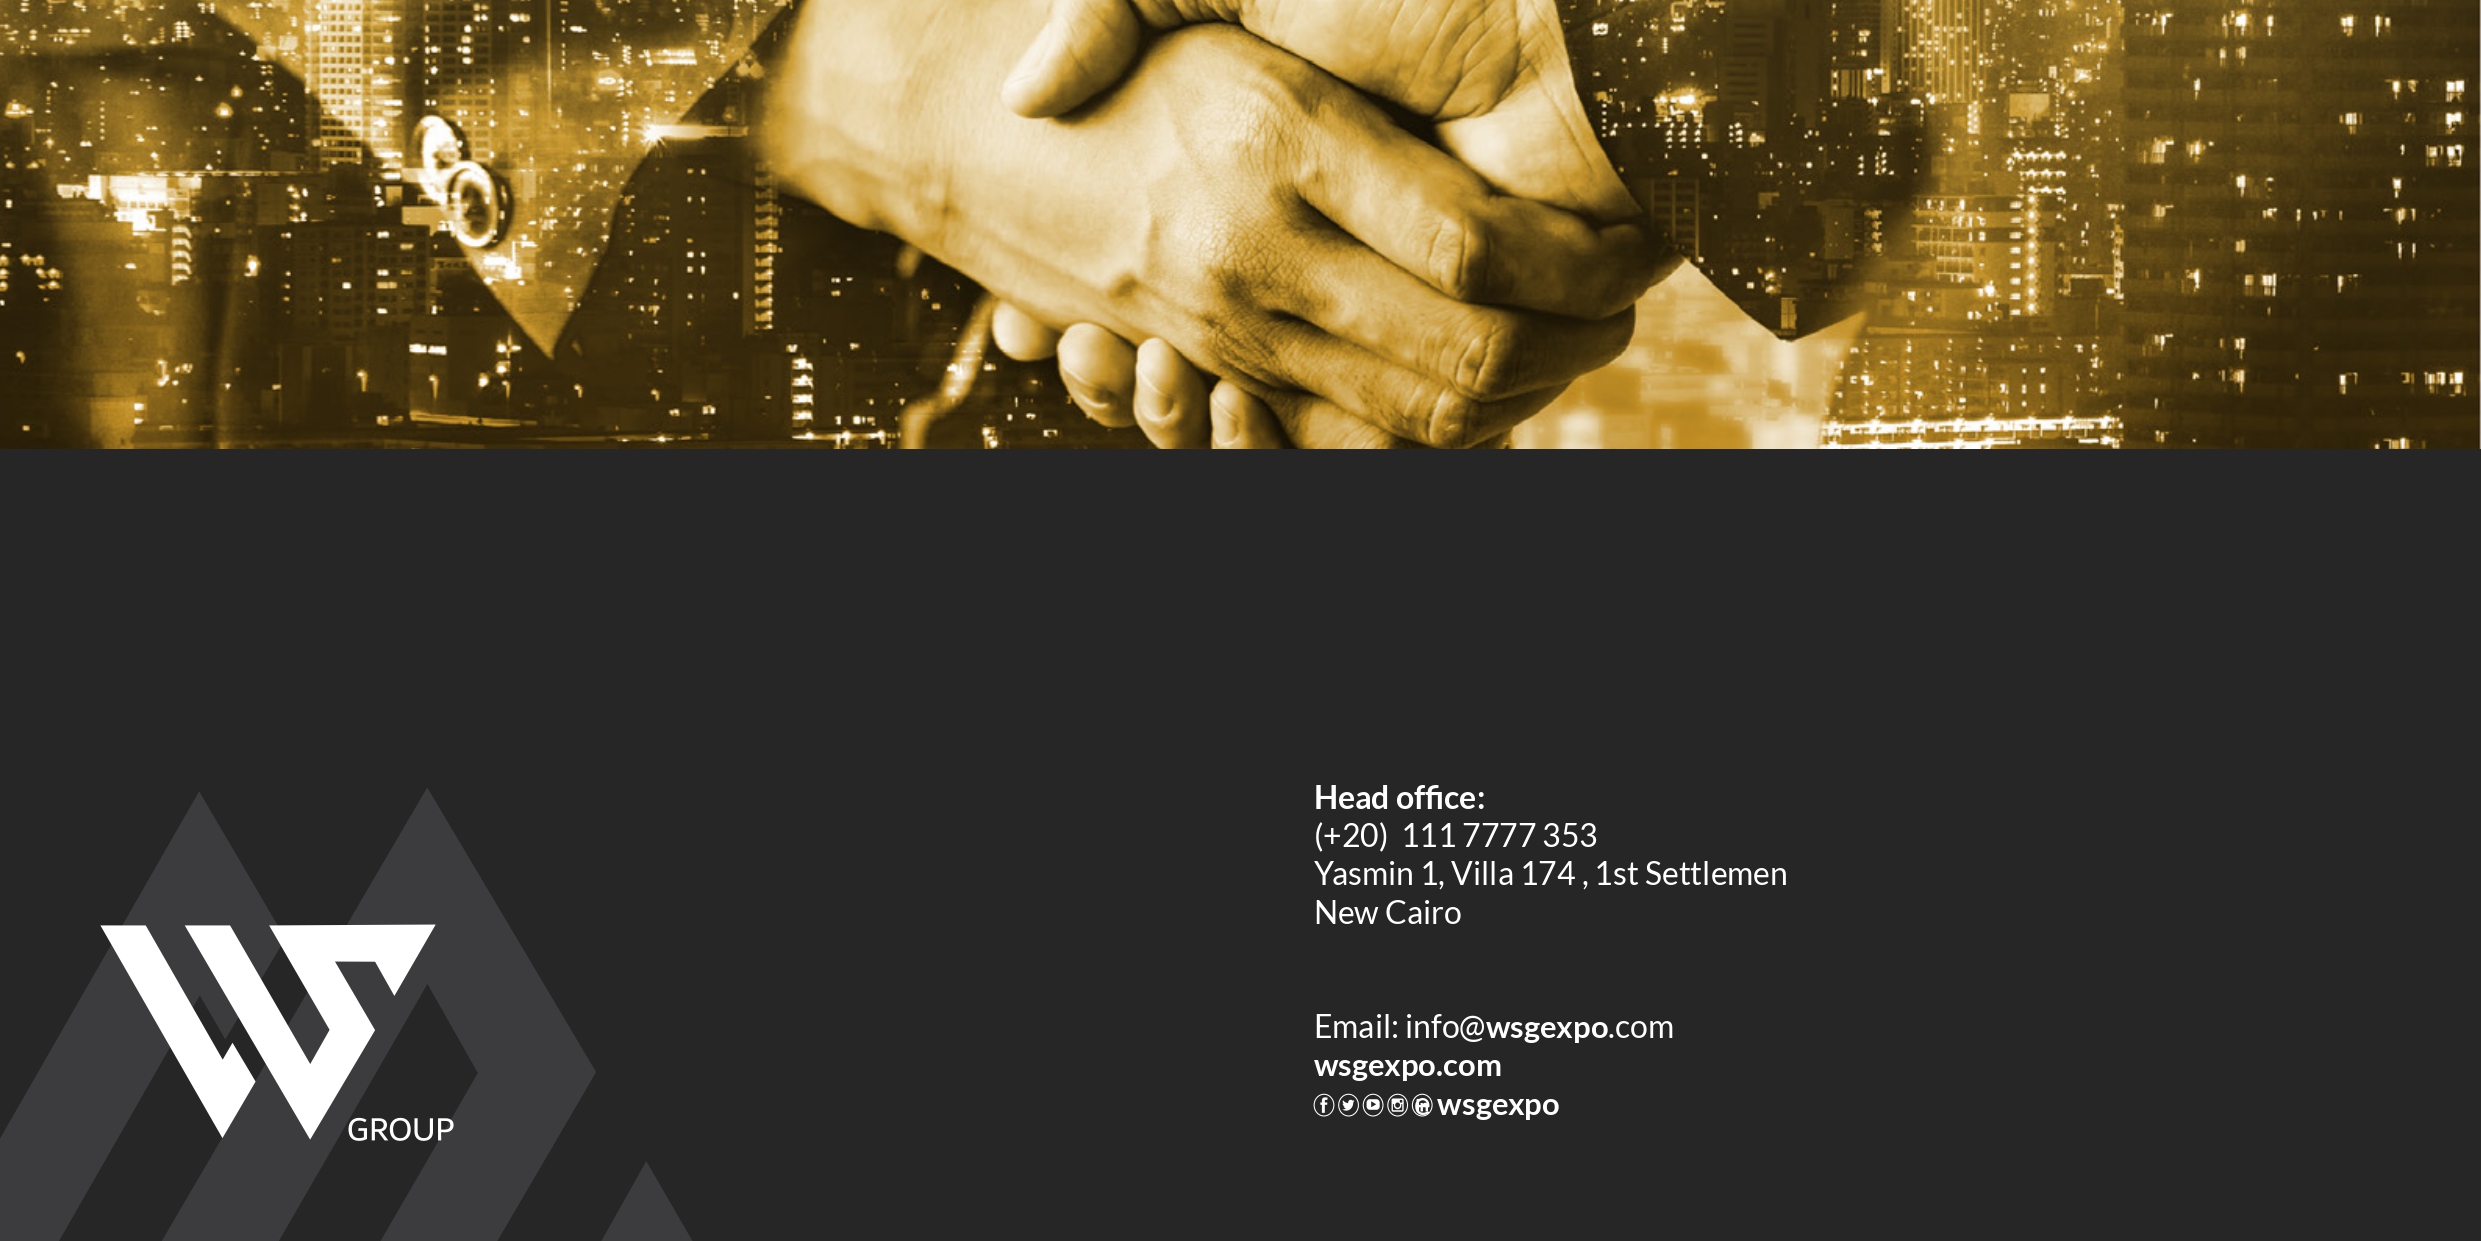 Head office:
(+20) 111 7777 353
Yasmin 1, Villa 174 , 1st Settlemen
New Cairo
Email: info@wsgexpo.com
wsgexpo.com
wsgexpo
WS
GROUP